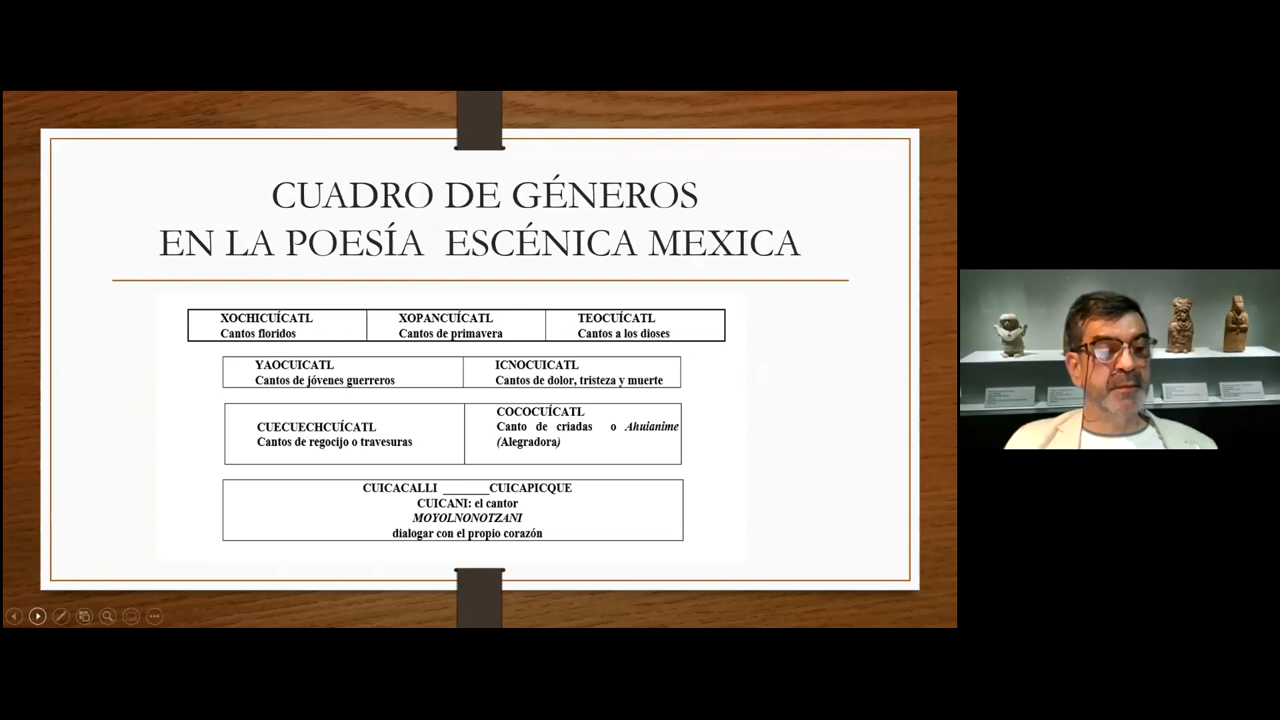 CUADRO DE GÉNEROS
EN LA POESÍA ESCÉNICA MEXICA
XOCHICUÍCATL
Cantos floridos
XOPANCUÍCATL
Cantos de primavera
TEOCUÍCATL
Cantos a los dioses
YAOCUICATL
Cantos de jóvenes guerreros
ICNOCUICATL
Cantos de dolor, tristeza y muerte
CUECUECHCUÍCATL
Cantos de regocijo o travesuras
COCOCUÍCATL
Canto de criadas o Ahuianime
(Alegradora)
CUICACALLI _______CUICAPICQUE
CUICANI: el cantor
MOYOLNONOTZANI
dialogar con el propio corazón